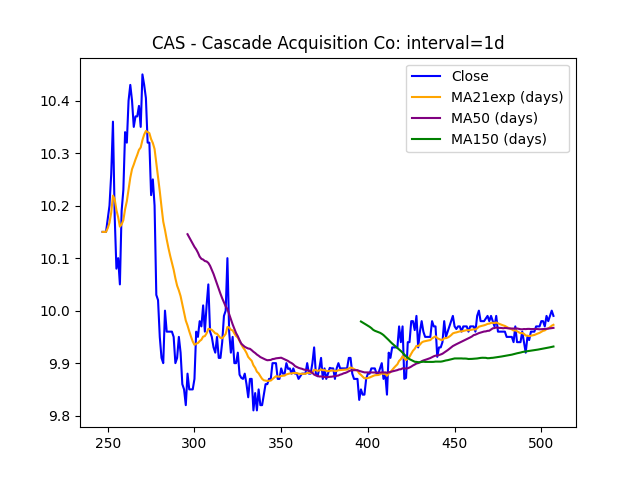 CAS - Cascade Acquisition Co: interval=1d
Close
MA21exp (days)
MA50 (days)
MA150 (days)
10.4
10.3
10.2
10.1
10.0
9.9
9.8
250 300 350 400 450 500